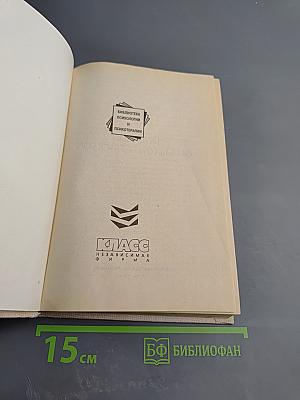 БИБЛИОТЕКА
ПСИХОЛОГИИ
И
ПСИХОТЕРАПИИ
КЛАСС
НЕЗАВИСИМАЯ
ФИРМА
15 см
БФ БИБЛИОФАН